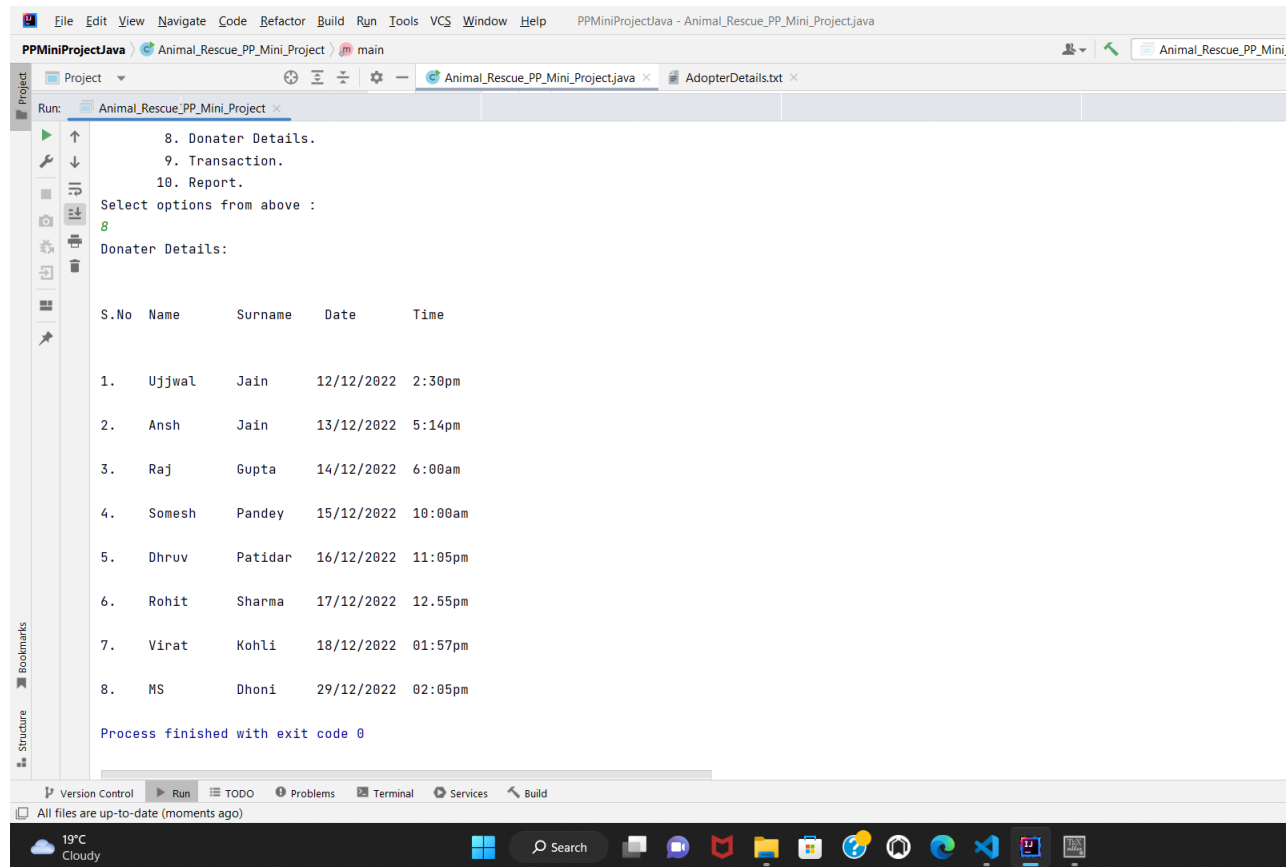 File Edit View Navigate Code Refactor Build Run Tools VCS Window Help PPMiniProjectJava - Animal_Rescue_PP_Mini_Project.java
PPMiniProjectJava Animal_Rescue_PP_Mini_Project main Animal_Rescue_PP_Mini_
Project Project Animal_Rescue_PP_Mini_Project.java AdopterDetails.txt
Run: Animal_Rescue_PP_Mini_Project
8. Donater Details.
9. Transaction.
10. Report.
Select options from above :
8
Donater Details:
S.No Name Surname Date Time
1. Ujjwal Jain 12/12/2022 2:30pm
2. Ansh Jain 13/12/2022 5:14pm
3. Raj Gupta 14/12/2022 6:00am
4. Somesh Pandey 15/12/2022 10:00am
5. Dhruv Patidar 16/12/2022 11:05pm
6. Rohit Sharma 17/12/2022 12.55pm
7. Virat Kohli 18/12/2022 01:57pm
8. MS Dhoni 29/12/2022 02:05pm
Process finished with exit code 0
Bookmarks
Structure
Version Control Run TODO Problems Terminal Services Build
All files are up-to-date (moments ago)
19°C
Cloudy
Search